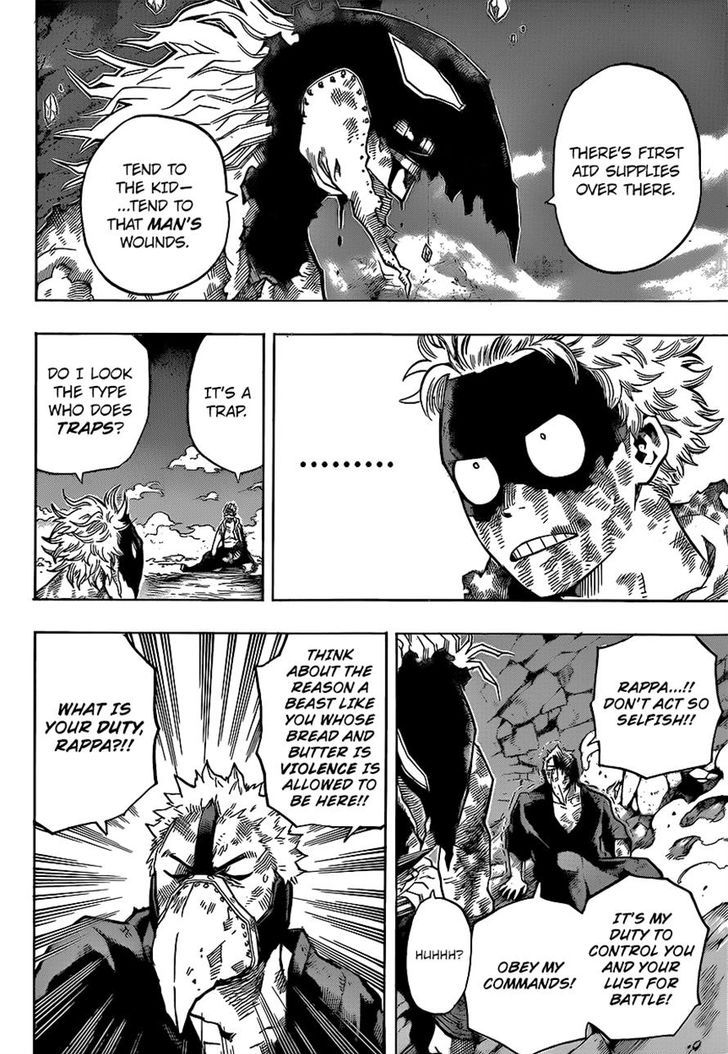 THERE'S FIRST
AID SUPPLIES
OVER THERE.
TEND TO
THE KID—
...TEND TO
THAT MAN'S
WOUNDS.
..........
IT'S A
TRAP.
DO I LOOK
THE TYPE
WHO DOES
TRAPS?
RAPPA...!!
DON'T ACT SO
SELFISH!!
IT'S MY
DUTY TO
CONTROL YOU
AND YOUR
LUST FOR
BATTLE!
OBEY MY
COMMANDS!
HUHHH?
THINK
ABOUT THE
REASON A
BEAST LIKE
YOU WHOSE
BREAD AND
BUTTER IS
VIOLENCE IS
ALLOWED TO
BE HERE!!
WHAT IS
YOUR DUTY,
RAPPA?!!